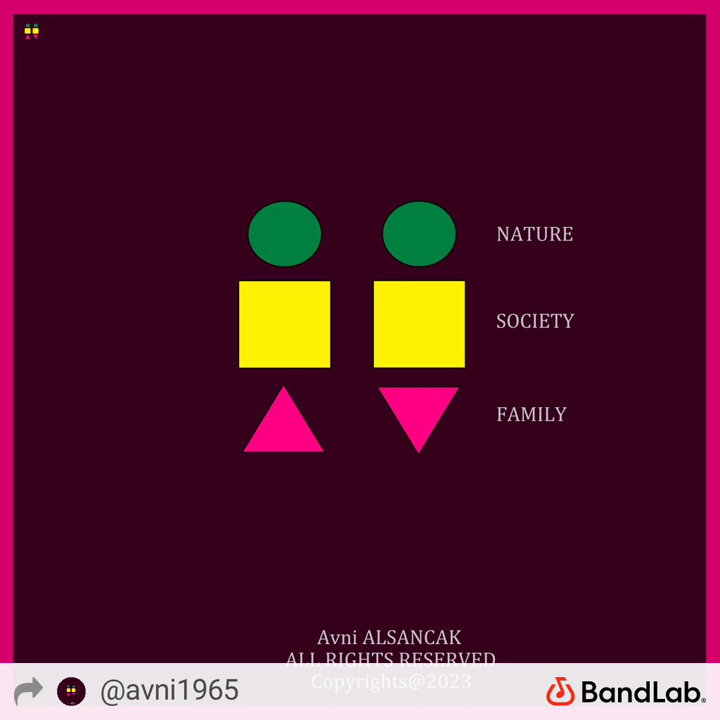 NATURE
SOCIETY
FAMILY
Avni ALSANCAK
ALL RIGHTS RESERVED
Copyrights@2023
@avni1965
BandLab®